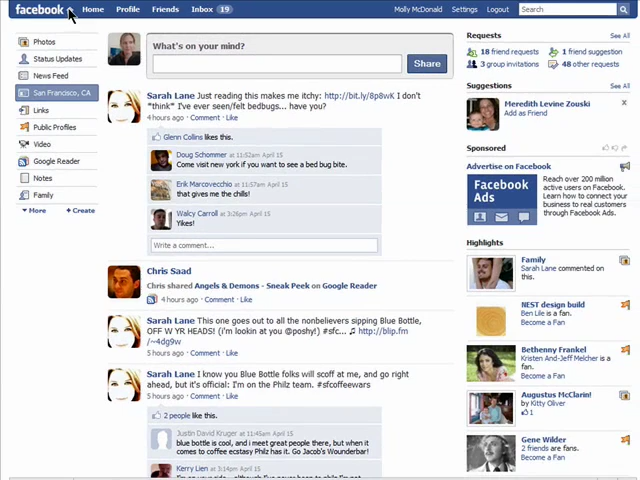 facebook Home Profile Friends Inbox 19 Molly McDonald Settings Logout Search
Photos
Status Updates
News Feed
San Francisco, CA
Links
Public Profiles
Video
Google Reader
Notes
Family
More Create
What's on your mind?
Share
Sarah Lane Just reading this makes me itchy: http://bit.ly/8p8wK I don't
*think* I've ever seen/felt bedbugs... have you?
4 hours ago · Comment · Like
Glenn Collins likes this.
Doug Schommer at 11:52am April 15
Come visit new york if you want to see a bed bug bite.
Erik Marcovecchio at 11:57am April 15
that gives me the chills!
Walcy Carroll at 3:26pm April 15
Yikes!
Write a comment...
Chris Saad
Chris shared Angels & Demons - Sneak Peek on Google Reader
4 hours ago · Comment · Like
Sarah Lane This one goes out to all the nonbelievers sipping Blue Bottle,
OFF W YR HEADS! (i'm lookin at you @poshy!) #sfc... ♫ http://blip.fm
/~4dg9w
5 hours ago · Comment · Like
Sarah Lane I know you Blue Bottle folks will scoff at me, and go right
ahead, but it's official: I'm on the Philz team. #sfcoffeewars
5 hours ago · Comment · Like
2 people like this.
Justin David Kruger at 11:45am April 15
blue bottle is cool, and i meet great people there, but when it
comes to coffee ecstasy Philz has it. Go Jacob's Wounderbar!
Kerry Lien at 3:14pm April 15
Requests See All
18 friend requests 1 friend suggestion
3 group invitations 48 other requests
Suggestions See All
Meredith Levine Zouski x
Add as Friend
Sponsored
Advertise on Facebook
Facebook
Ads
Reach over 200 million
active users on Facebook.
Learn how to connect your
business to real customers
through Facebook Ads.
Highlights
Family
Sarah Lane commented on
this.
NEST design build
Ben Lile is a fan.
Become a Fan
Bethenny Frankel
Kristen And-Jeff Melcher is a fan.
Become a Fan
Augustus McClarin!
by Kitty Oliver
1
Gene Wilder
2 friends are fans.
Become a Fan